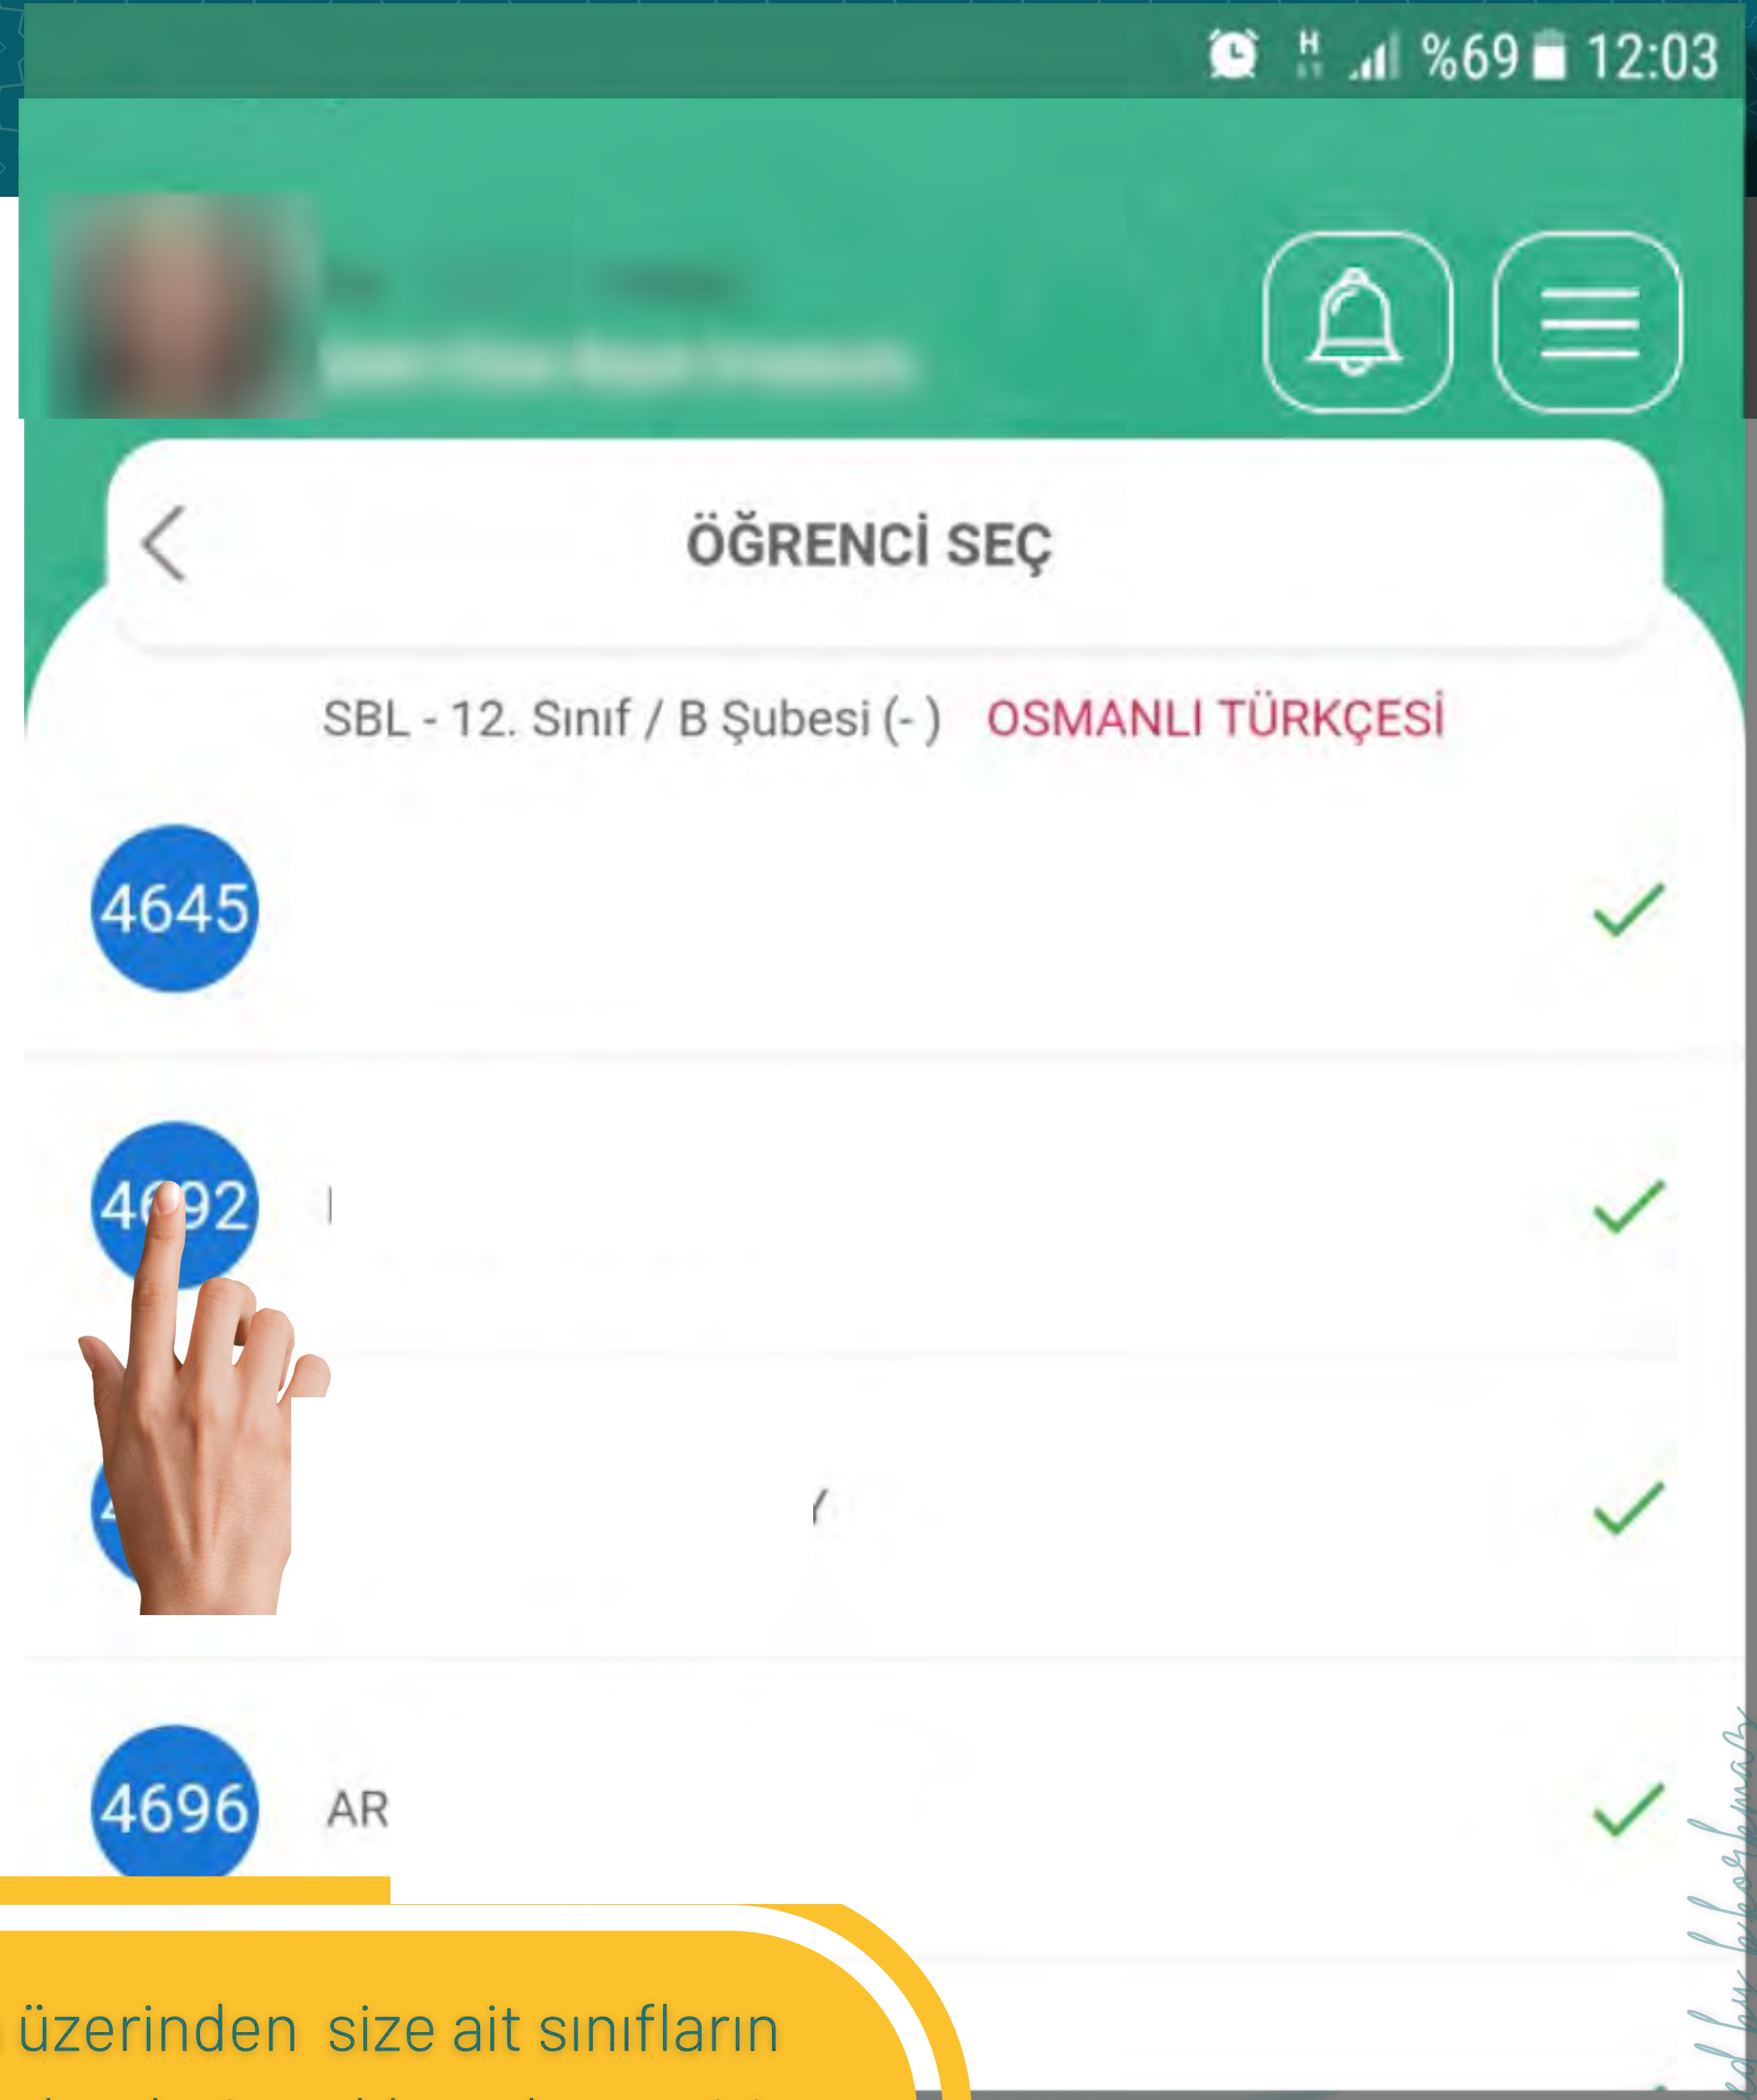 %69 12:03
ÖĞRENCİ SEÇ
SBL - 12. Sınıf / B Şubesi (- ) OSMANLI TÜRKÇESİ
4645
4692
4696 AR
üzerinden size ait sınıfların